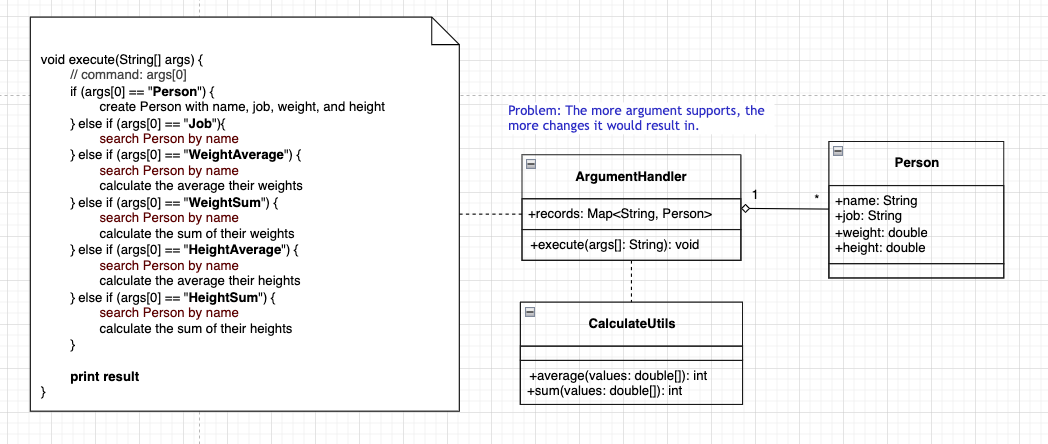 void execute(String[] args) {
// command: args[0]
if (args[0] == "Person") {
create Person with name, job, weight, and height
} else if (args[0] == "Job"){
search Person by name
} else if (args[0] == "WeightAverage") {
search Person by name
calculate the average their weights
} else if (args[0] == "WeightSum") {
search Person by name
calculate the sum of their weights
} else if (args[0] == "HeightAverage") {
search Person by name
calculate the average their heights
} else if (args[0] == "HeightSum") {
search Person by name
calculate the sum of their heights
}
print result
}
Problem: The more argument supports, the
more changes it would result in.
ArgumentHandler
+records: Map<String, Person>
+execute(args[]: String): void
1
*
Person
+name: String
+job: String
+weight: double
+height: double
CalculateUtils
+average(values: double[]): int
+sum(values: double[]): int